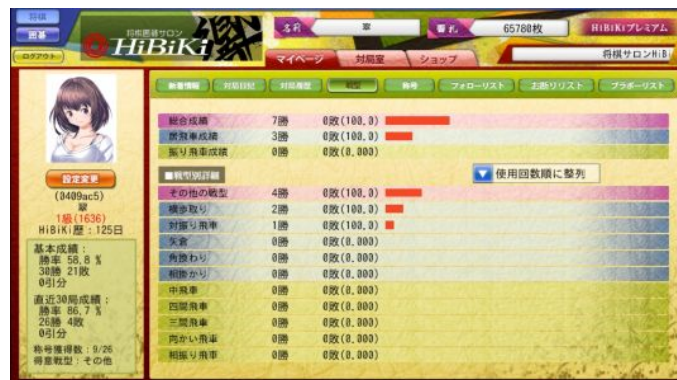 将棋
囲碁
ログアウト
将棋囲碁サロン
HiBiKi
響
名前
響札
65780枚
HiBiKiプレミアム
マイページ
対局室
ショップ
将棋サロンHiBi
新着情報
対局日記
対局履歴
戦型
称号
フォローリスト
お断りリスト
ブラボーリスト
設定変更
(0409ac5)
1級(1636)
HiBiKi歴:125日
基本成績:
勝率 58.8 %
30勝 21敗
0引分
直近30局成績:
勝率 86.7 %
26勝 4敗
0引分
称号獲得数:9/26
得意戦型:その他
総合成績 7勝 0敗(100.0)
居飛車成績 3勝 0敗(100.0)
振り飛車成績 0勝 0敗(0.000)
■戦型別詳細
使用回数順に整列
その他の戦型 4勝 0敗(100.0)
横歩取り 2勝 0敗(100.0)
対振り飛車 1勝 0敗(100.0)
矢倉 0勝 0敗(0.000)
角換わり 0勝 0敗(0.000)
相掛かり 0勝 0敗(0.000)
中飛車 0勝 0敗(0.000)
四間飛車 0勝 0敗(0.000)
三間飛車 0勝 0敗(0.000)
向かい飛車 0勝 0敗(0.000)
相振り飛車 0勝 0敗(0.000)